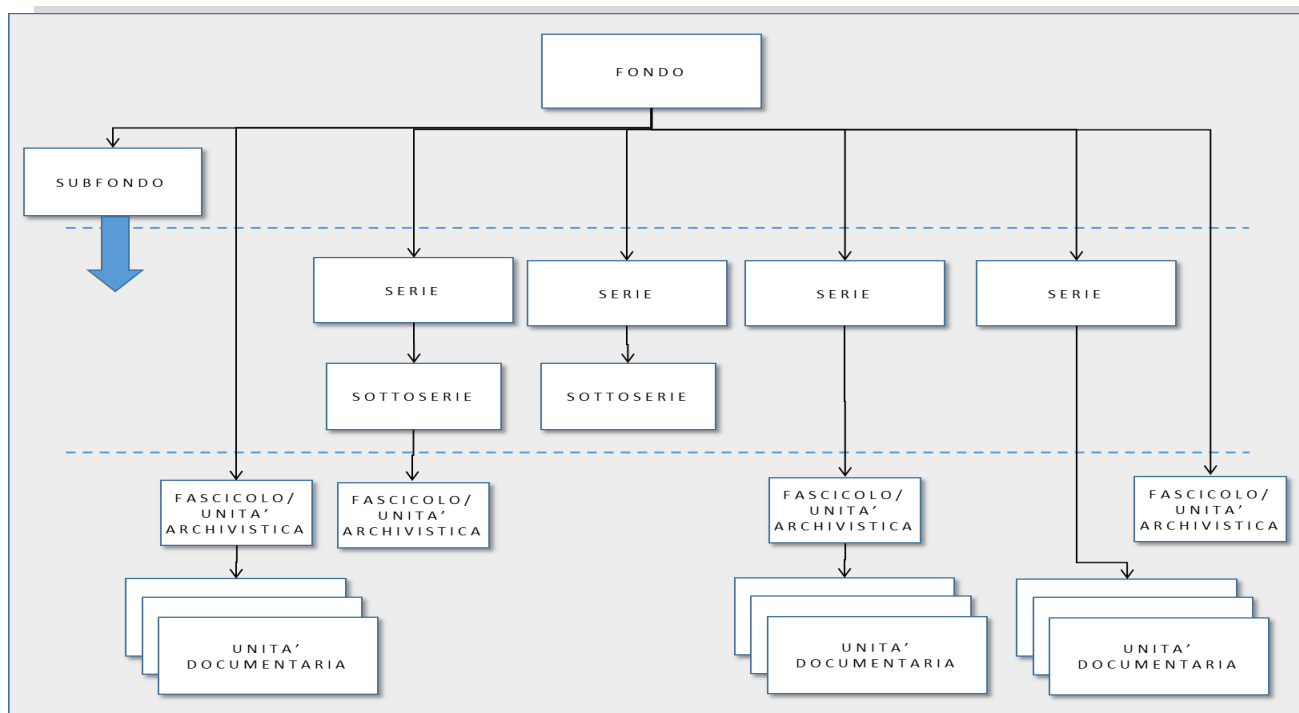 FONDO
SUBFONDO
SERIE
SERIE
SERIE
SERIE
SOTTOSERIE
SOTTOSERIE
FASCICOLO/
UNITA’
ARCHIVISTICA
FASCICOLO/
UNITA’
ARCHIVISTICA
FASCICOLO/
UNITA’
ARCHIVISTICA
FASCICOLO/
UNITA’
ARCHIVISTICA
UNITA’
DOCUMENTARIA
UNITA’
DOCUMENTARIA
UNITA’
DOCUMENTARIA